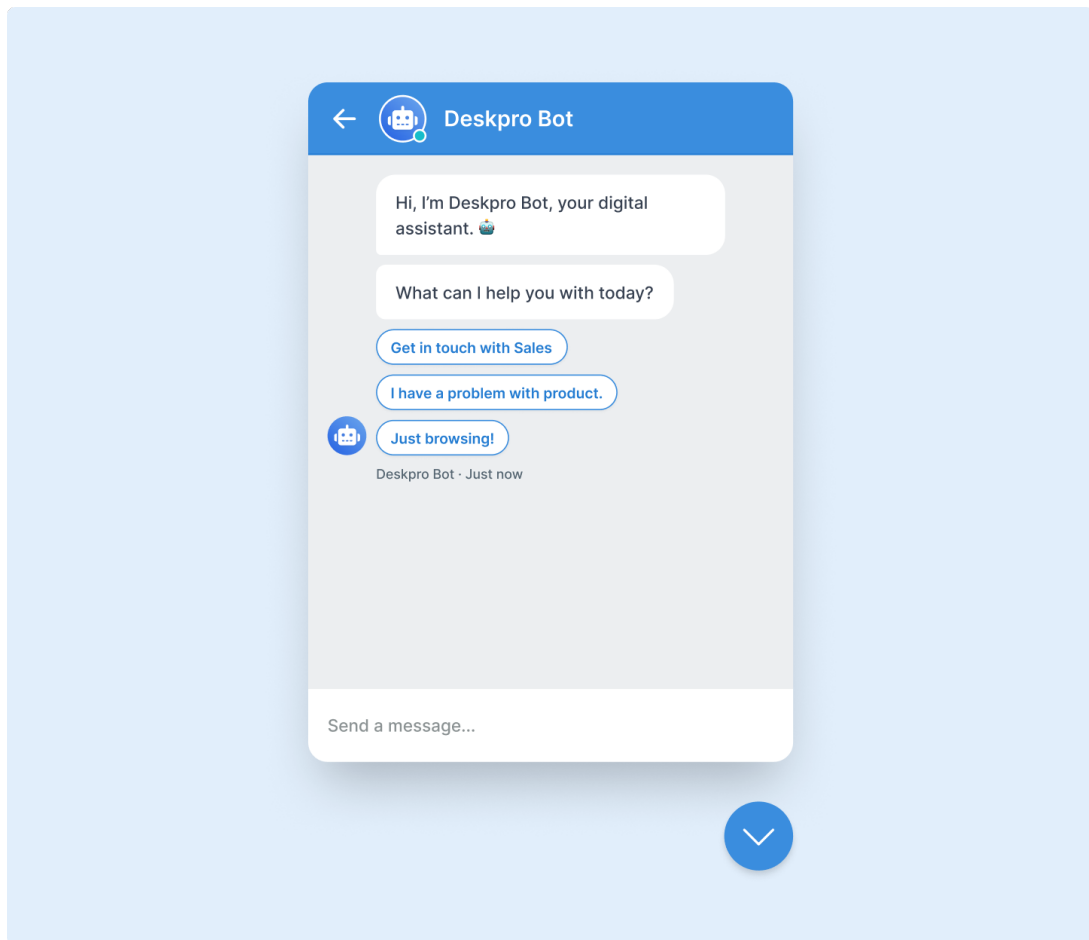 Deskpro Bot
Hi, I’m Deskpro Bot, your digital
assistant. 🤖
What can I help you with today?
Get in touch with Sales
I have a problem with product.
Just browsing!
Deskpro Bot · Just now
Send a message...